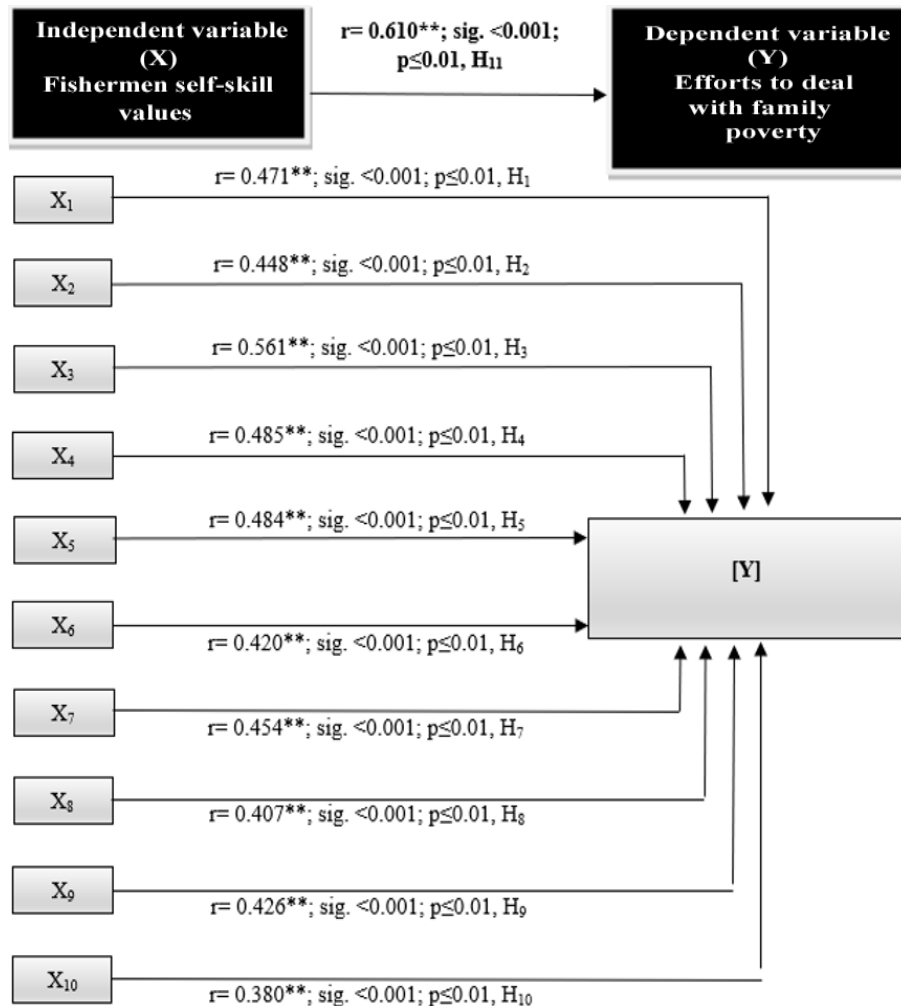 Independent variable
(X)
Fishermen self-skill
values
r= 0.610**; sig. <0.001;
p≤0.01, H₁₁
Dependent variable
(Y)
Efforts to deal
with family
poverty
r= 0.471**; sig. <0.001; p≤0.01, H₁
X₁
r= 0.448**; sig. <0.001; p≤0.01, H₂
X₂
r= 0.561**; sig. <0.001; p≤0.01, H₃
X₃
r= 0.485**; sig. <0.001; p≤0.01, H₄
X₄
r= 0.484**; sig. <0.001; p≤0.01, H₅
X₅
[Y]
X₆
r= 0.420**; sig. <0.001; p≤0.01, H₆
X₇
r= 0.454**; sig. <0.001; p≤0.01, H₇
X₈
r= 0.407**; sig. <0.001; p≤0.01, H₈
X₉
r= 0.426**; sig. <0.001; p≤0.01, H₉
X₁₀
r= 0.380**; sig. <0.001; p≤0.01, H₁₀